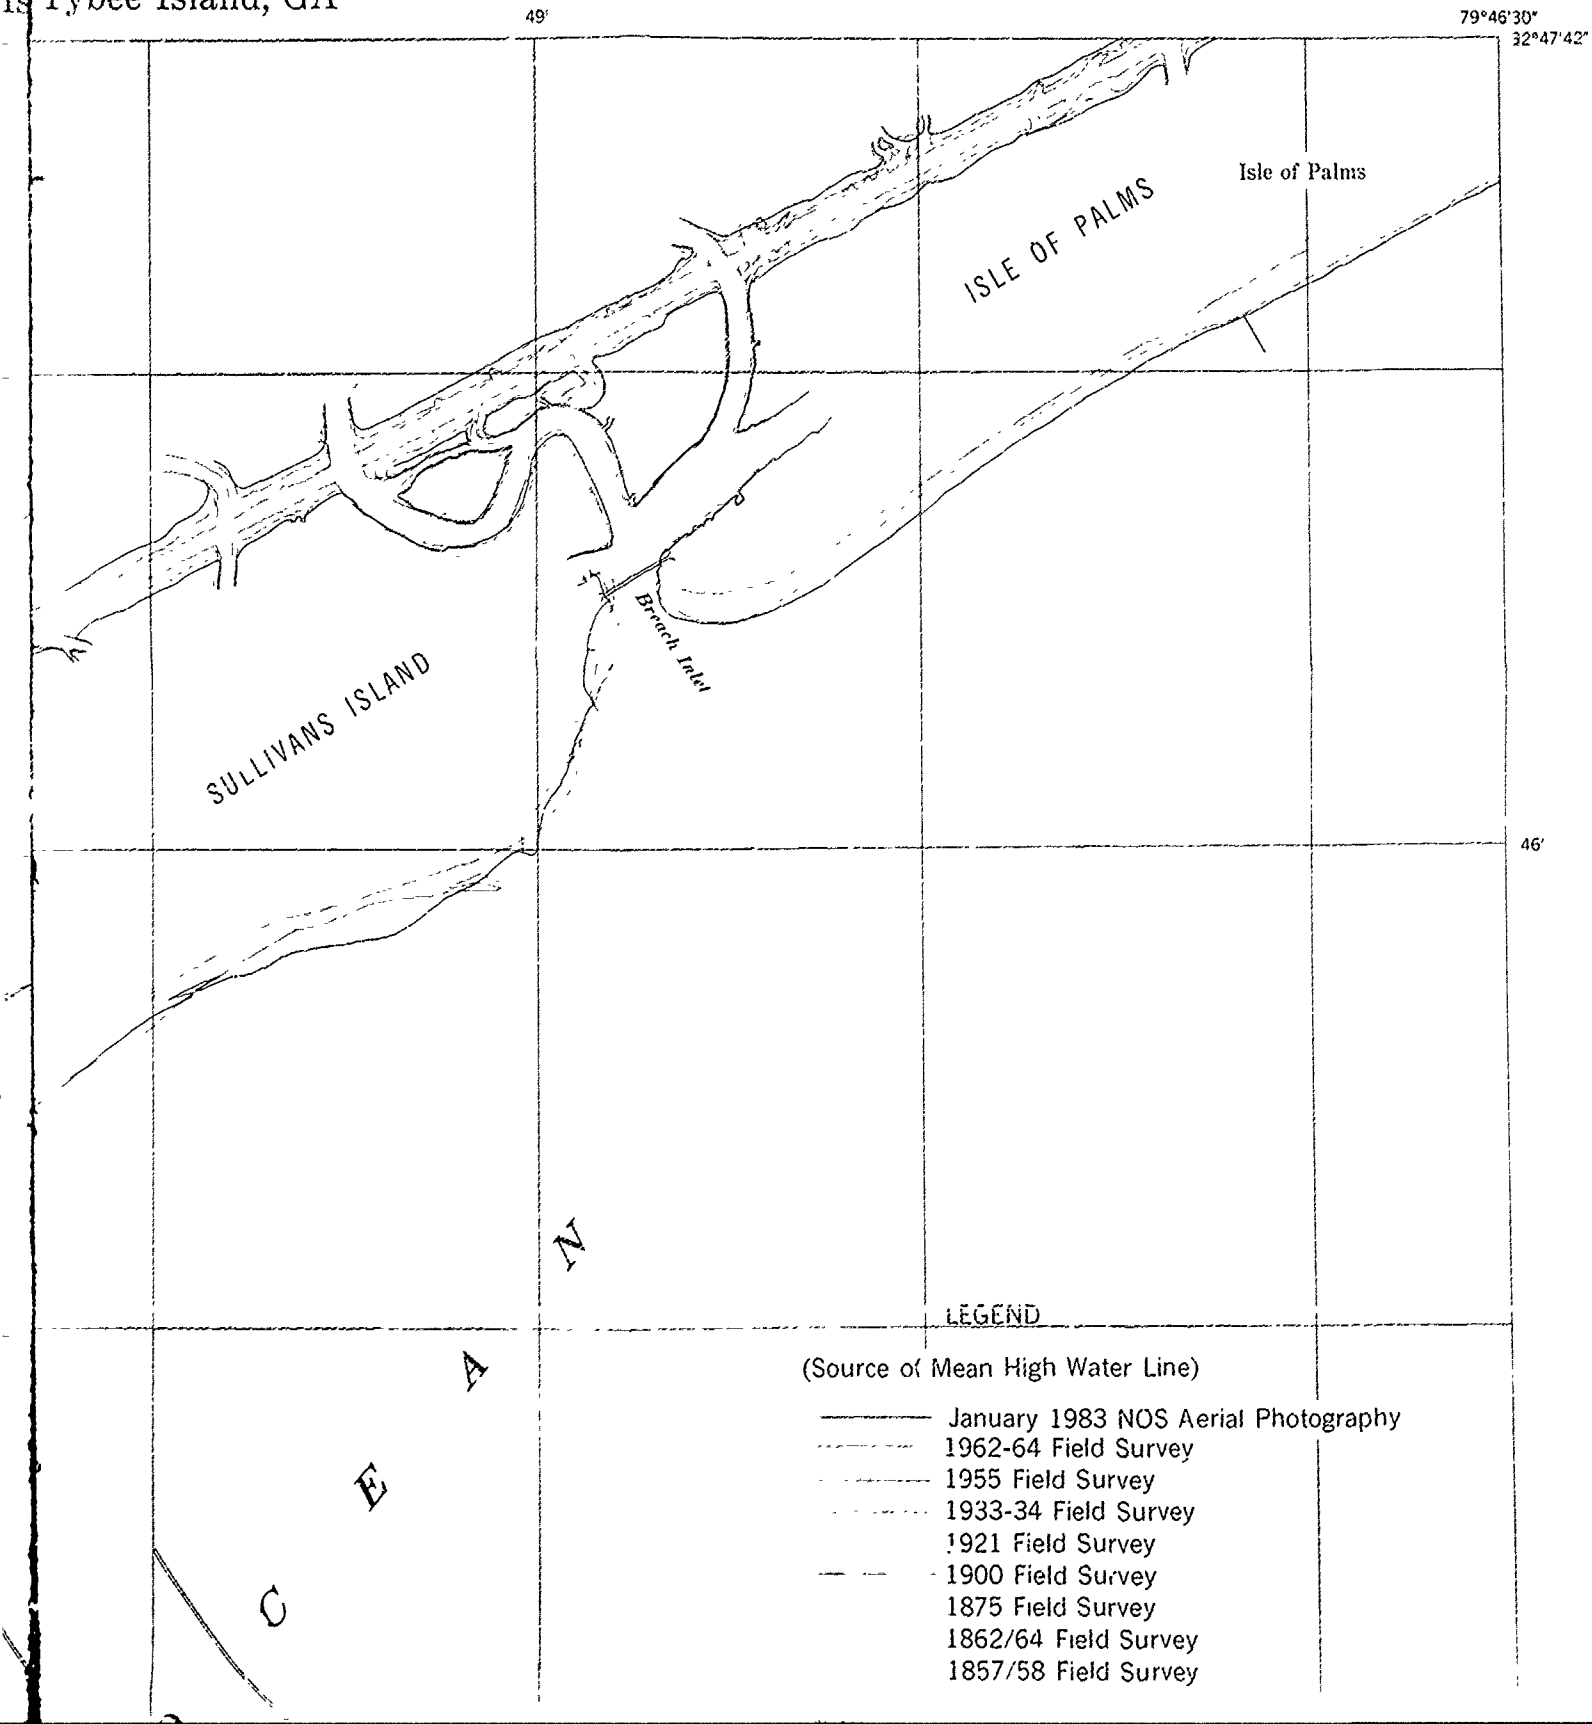 is Tybee Island, GA
49'
79°46'30"
32°47'42"
Isle of Palms
ISLE OF PALMS
Breach Inlet
SULLIVANS ISLAND
46'
N
A
E
C
LEGEND
(Source of Mean High Water Line)
January 1983 NOS Aerial Photography
1962-64 Field Survey
1955 Field Survey
1933-34 Field Survey
1921 Field Survey
1900 Field Survey
1875 Field Survey
1862/64 Field Survey
1857/58 Field Survey